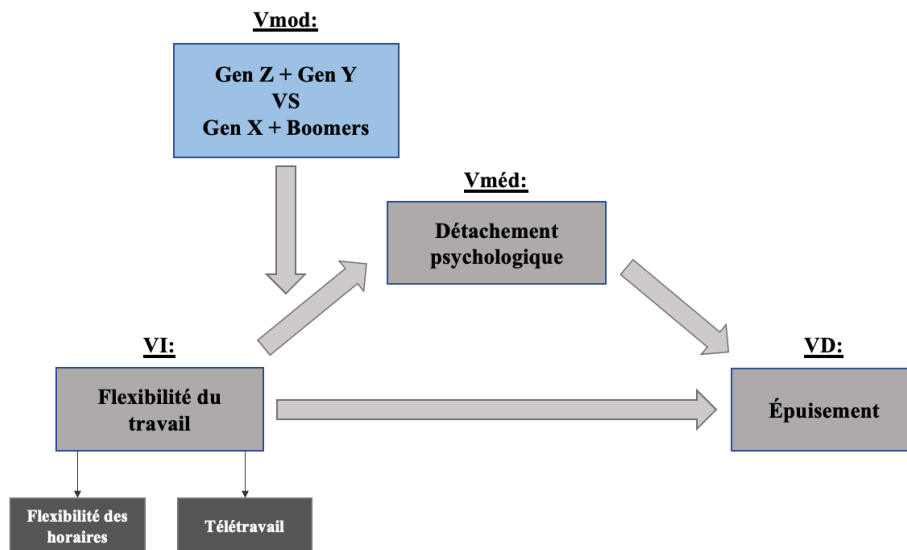 Vmod:
Gen Z + Gen Y
VS
Gen X + Boomers
Vméd:
Détachement
psychologique
VI:
Flexibilité du
travail
VD:
Épuisement
Flexibilité des
horaires
Télétravail